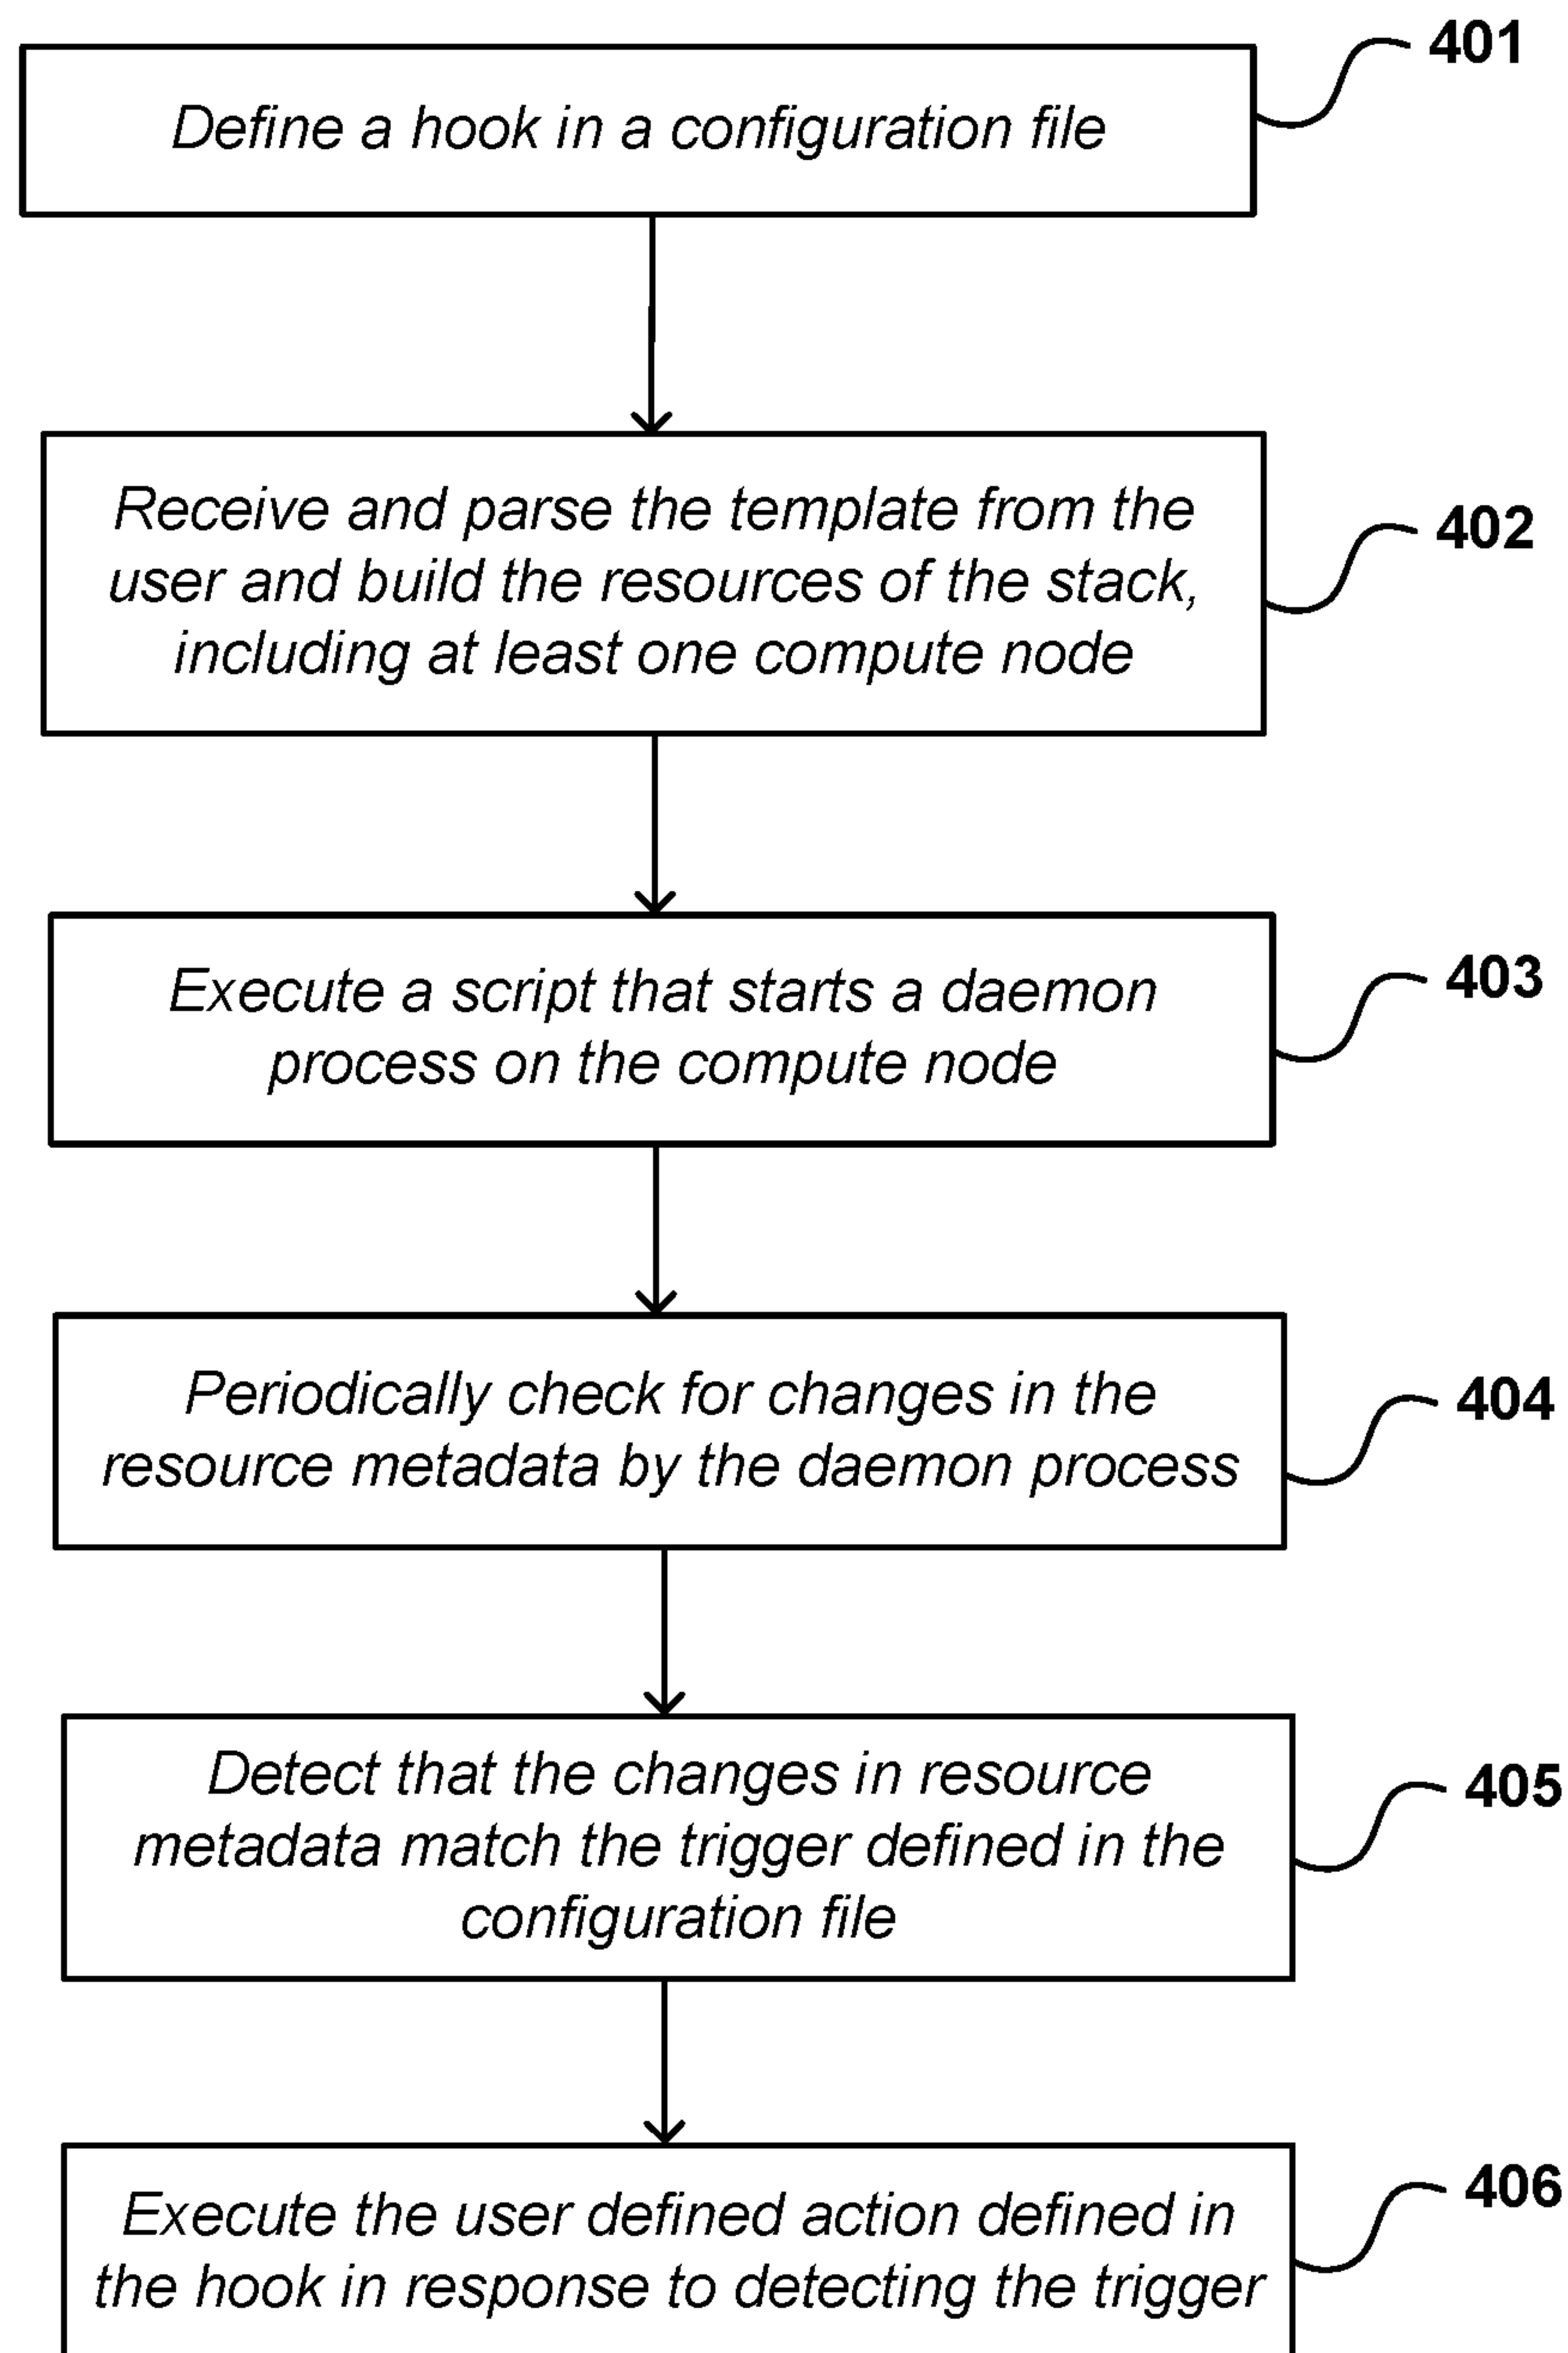 401
Define a hook in a configuration file
Receive and parse the template from the
user and build the resources of the stack,
including at least one compute node
402
Execute a script that starts a daemon
process on the compute node
403
Periodically check for changes in the
resource metadata by the daemon process
404
Detect that the changes in resource
metadata match the trigger defined in the
configuration file
405
Execute the user defined action defined in
the hook in response to detecting the trigger
406